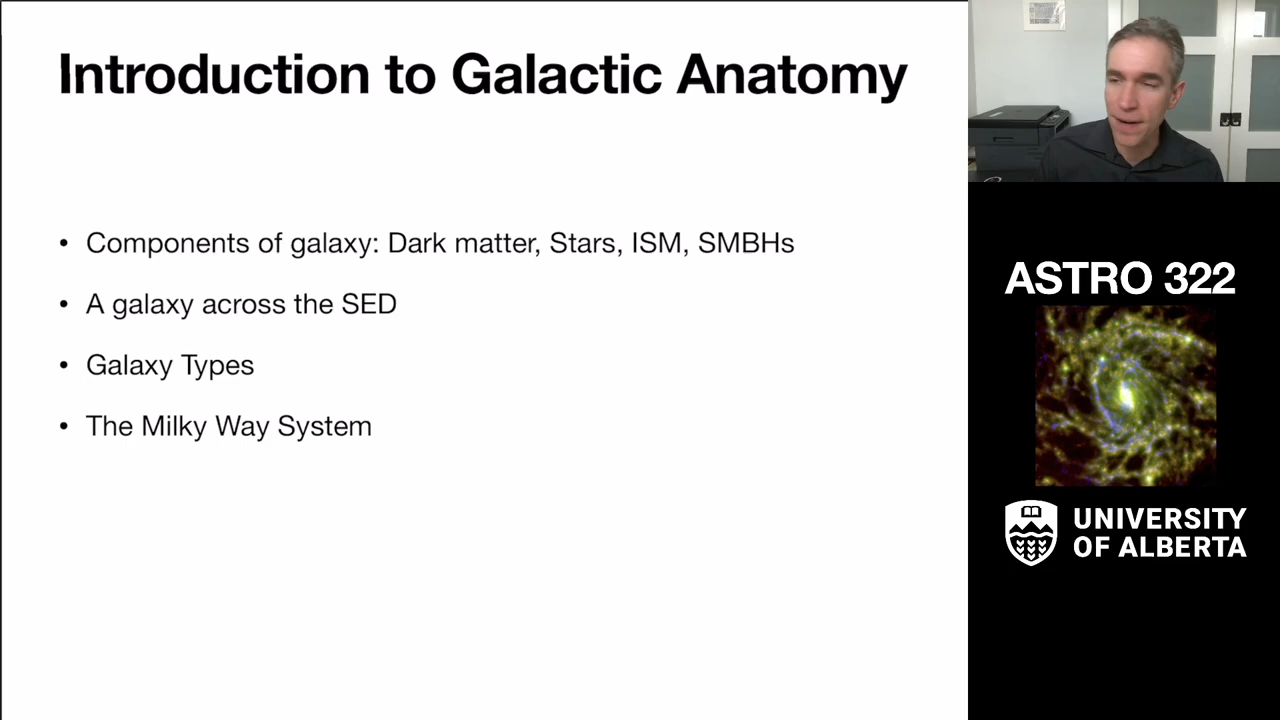 Introduction to Galactic Anatomy
• Components of galaxy: Dark matter, Stars, ISM, SMBHs
• A galaxy across the SED
• Galaxy Types
• The Milky Way System
ASTRO 322
UNIVERSITY
OF ALBERTA